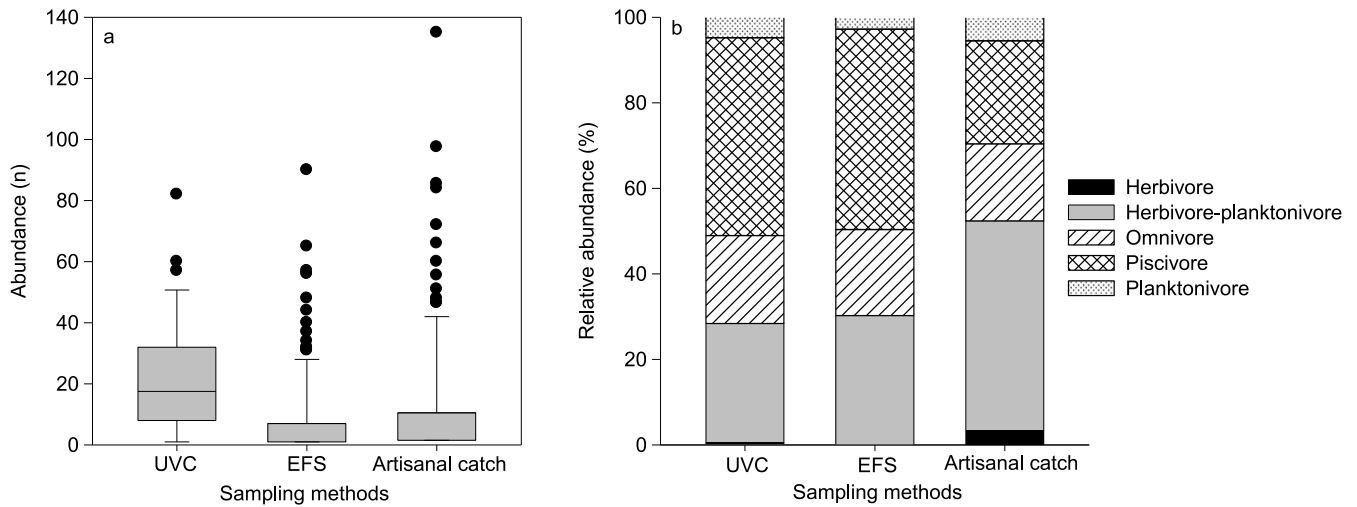 a
140
120
100
80
60
40
20
0
Abundance (n)
UVC EFS Artisanal catch
Sampling methods
b
100
80
60
40
20
0
Relative abundance (%)
UVC EFS Artisanal catch
Sampling methods
Herbivore
Herbivore-planktonivore
Omnivore
Piscivore
Planktonivore